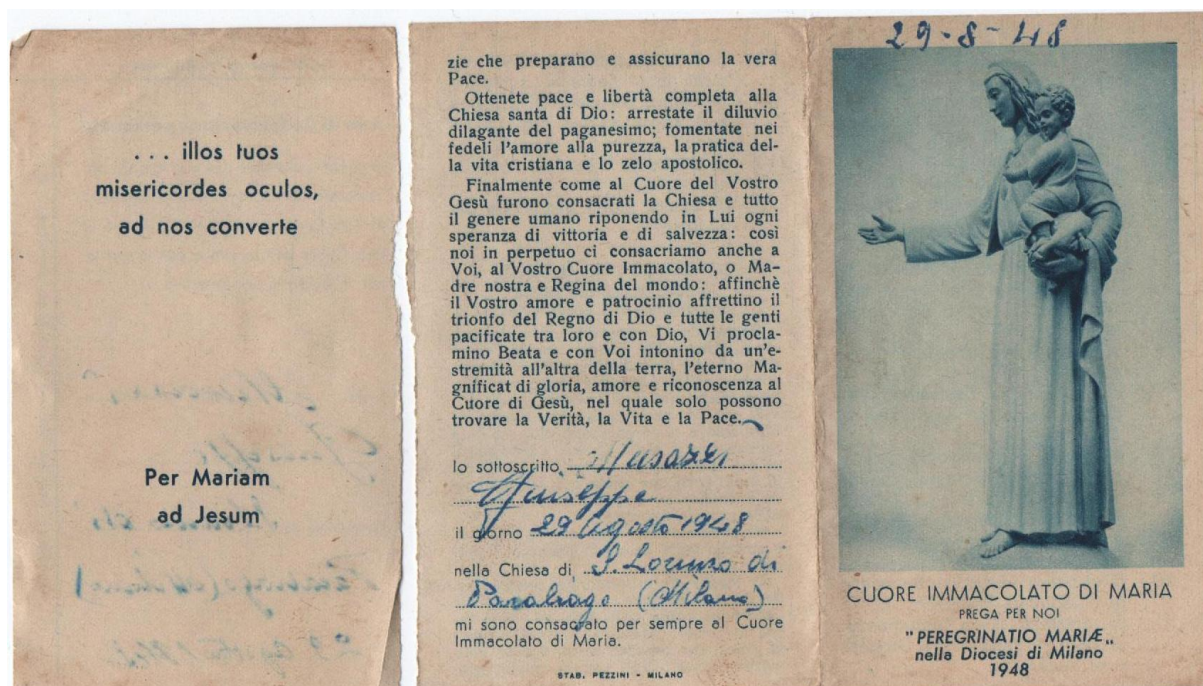 ... illos tuos
misericordes oculos,
ad nos converte
Per Mariam
ad Jesum
zie che preparano e assicurano la vera
Pace.
Ottenete pace e libertà completa alla
Chiesa santa di Dio: arrestate il diluvio
dilagante del paganesimo; fomentate nei
fedeli l'amore alla purezza, la pratica del-
la vita cristiana e lo zelo apostolico.
Finalmente come al Cuore del Vostro
Gesù furono consacrati la Chiesa e tutto
il genere umano riponendo in Lui ogni
speranza di vittoria e di salvezza: così
noi in perpetuo ci consacriamo anche a
Voi, al Vostro Cuore Immacolato, o Ma-
dre nostra e Regina del mondo: affinchè
il Vostro amore e patrocinio affrettino il
trionfo del Regno di Dio e tutte le genti
pacificate tra loro e con Dio, Vi procla-
mino Beata e con Voi intonino da un'e-
stremità all'altra della terra, l'eterno Ma-
gnificat di gloria, amore e riconoscenza al
Cuore di Gesù, nel quale solo possono
trovare la Verità, la Vita e la Pace.
Io sottoscritto Musazzi
Giuseppe
il giorno 29 Agosto 1948
nella Chiesa di S. Lorenzo di
Parabiago (Milano)
mi sono consacrato per sempre al Cuore
Immacolato di Maria.
STAB. PEZZINI - MILANO
29-8-48
CUORE IMMACOLATO DI MARIA
PREGA PER NOI
"PEREGRINATIO MARIÆ„
nella Diocesi di Milano
1948